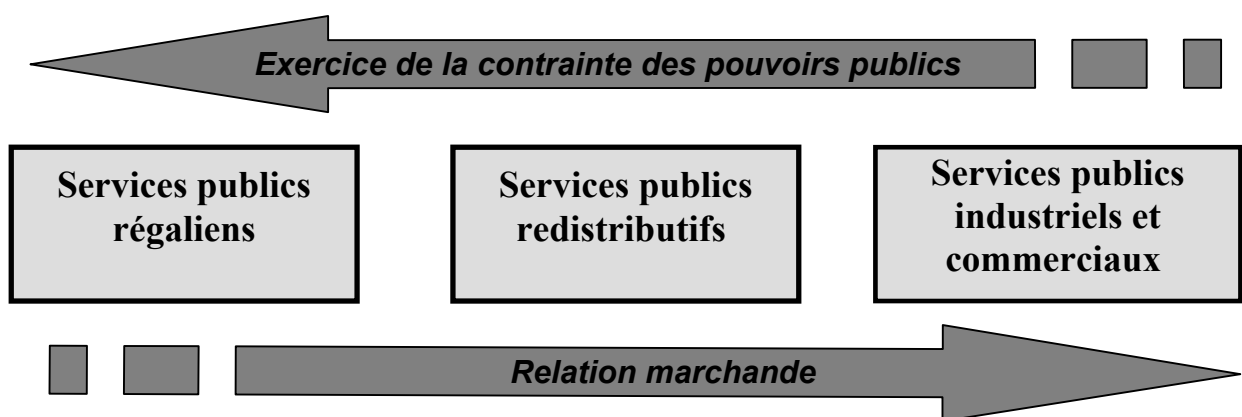 Exercice de la contrainte des pouvoirs publics
Services publics
régaliens
Services publics
redistributifs
Services publics
industriels et
commerciaux
Relation marchande